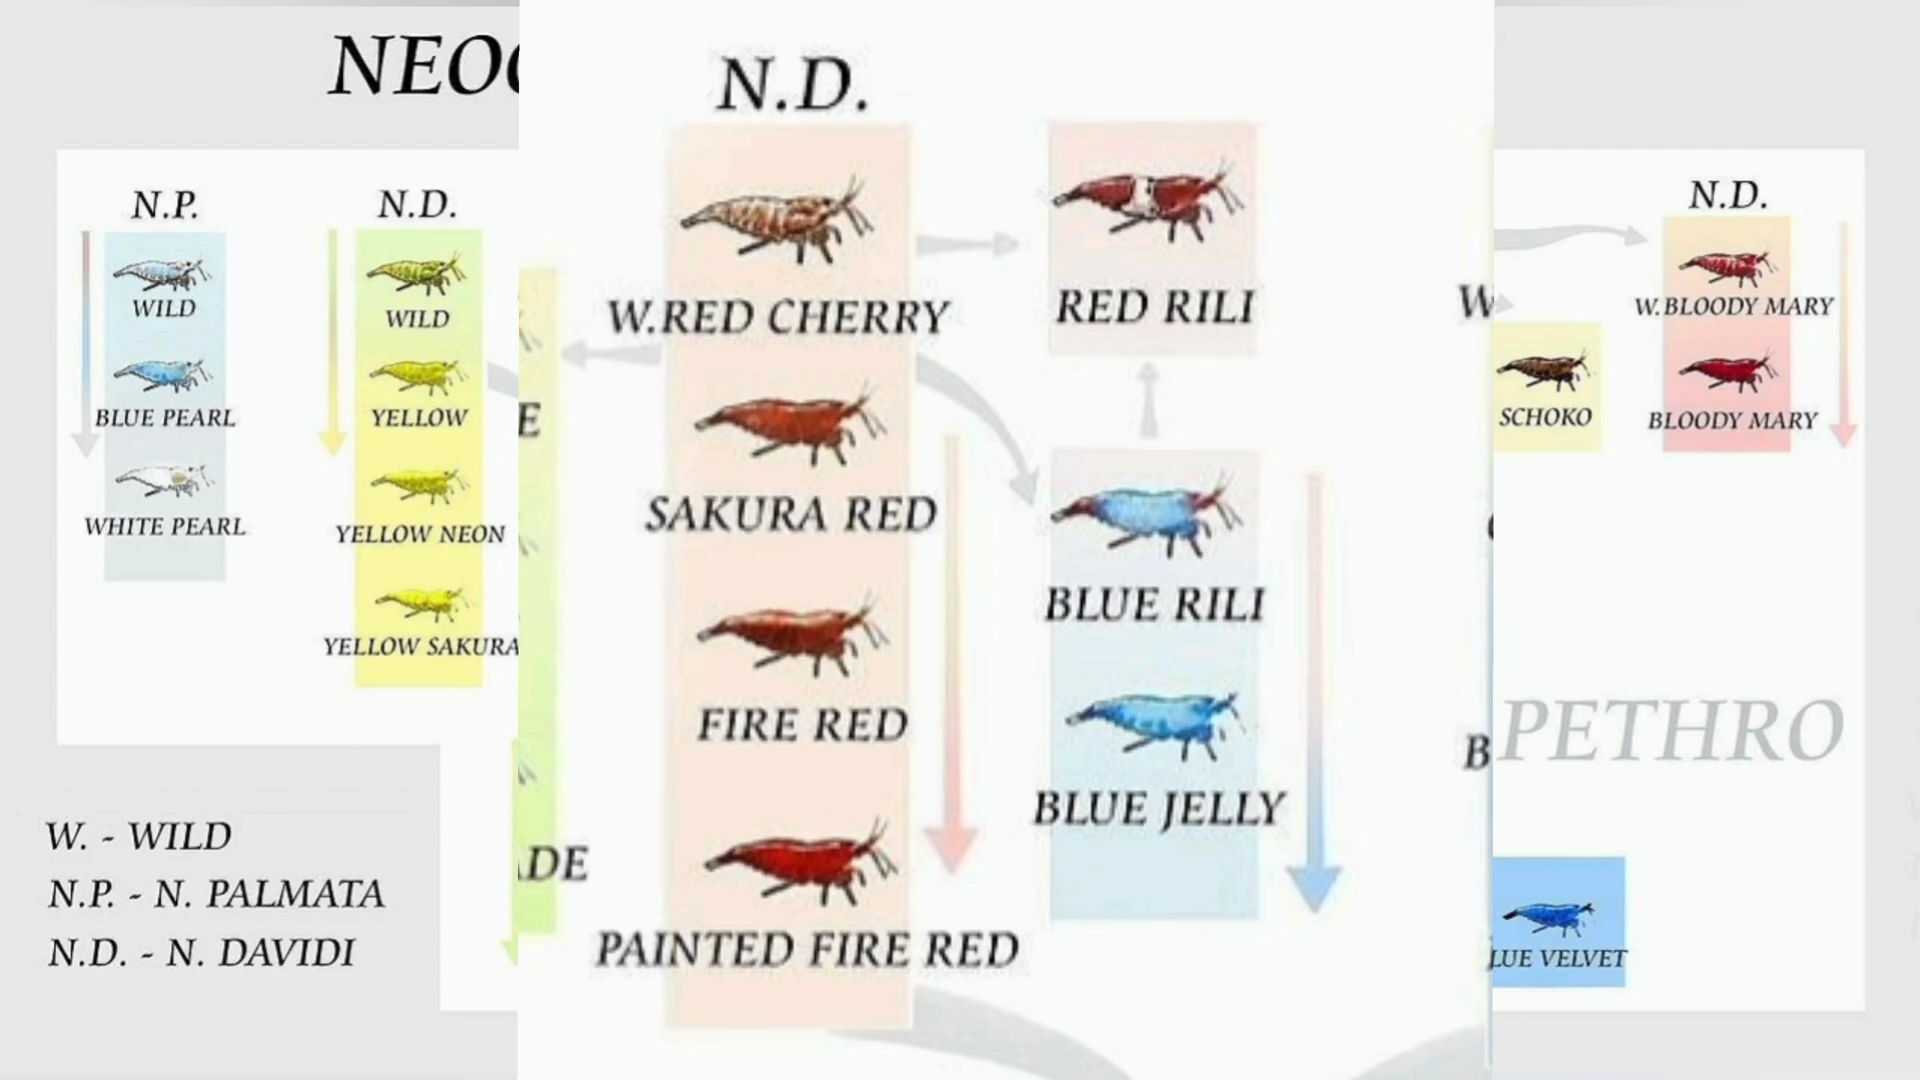 N.P.
WILD
BLUE PEARL
WHITE PEARL
N.D.
WILD
YELLOW
YELLOW NEON
YELLOW SAKURA
W. - WILD
N.P. - N. PALMATA
N.D. - N. DAVIDI
N.D.
W.RED CHERRY
SAKURA RED
FIRE RED
PAINTED FIRE RED
RED RILI
BLUE RILI
BLUE JELLY
SCHOKO
N.D.
W.BLOODY MARY
BLOODY MARY
PETHRO
VELVET